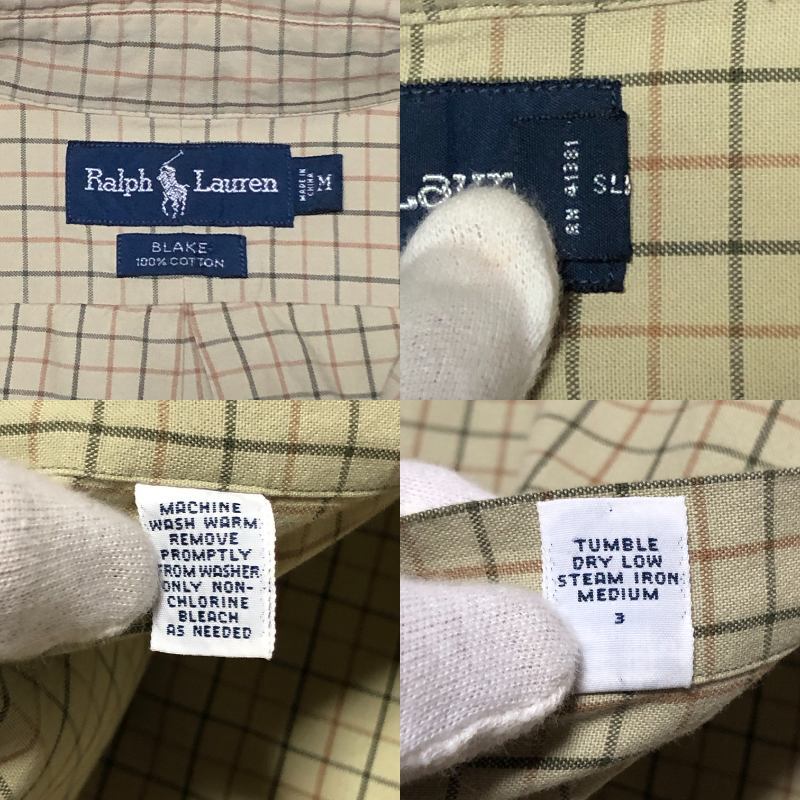 Ralph Lauren
MADE IN
CHINA
M
BLAKE
100% COTTON
RN 41381
MACHINE
WASH WARM
REMOVE
PROMPTLY
FROM WASHER
ONLY NON-
CHLORINE
BLEACH
AS NEEDED
TUMBLE
DRY LOW
STEAM IRON
MEDIUM
3